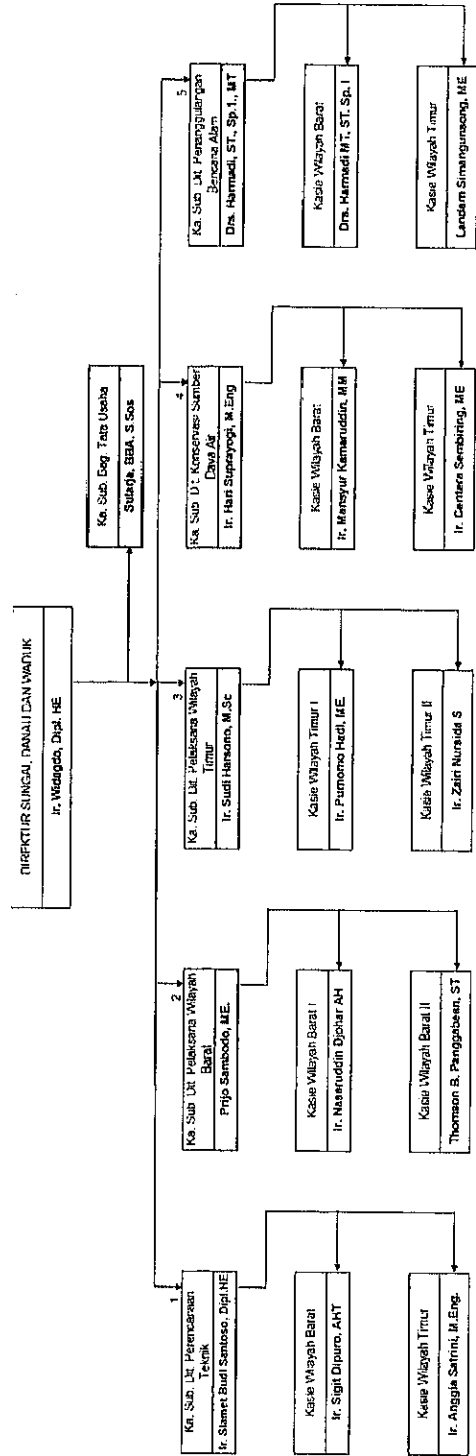 DIREKTUR SUNGAI, DANAU DAN WADUK
Ir. Widagdo, Dipl. HE
Ka. Sub. Bag. Tata Usaha
Sutarja, BBA, S.Sos
1
Ka. Sub. Dit. Perencanaan
Teknik
Ir. Slamet Budi Santoso, Dipl.HE
Kasie Wilayah Barat
Ir. Sigit Dipuro, AHT
Kasie Wilayah Timur
Ir. Anggia Satrini, M.Eng.
2
Ka. Sub. Dit. Pelaksana Wilayah
Barat
Prijo Sambodo, ME.
Kasie Wilayah Barat I
Ir. Nasaruddin Djohar AH
Kasie Wilayah Barat II
Thomson B. Panggabean, ST
3
Ka. Sub. Dit. Pelaksana Wilayah
Timur
Ir. Sudi Harsono, M.Sc
Kasie Wilayah Timur I
Ir. Purnomo Hadi, ME
Kasie Wilayah Timur II
Ir. Zairi Nuraida S
4
Ka. Sub. Dit. Konservasi Sumber
Daya Air
Ir. Hari Suprayogi, M.Eng
Kasie Wilayah Barat
Ir. Mansyur Kamaruddin, MM
Kasie Wilayah Timur
Ir. Gentara Sembiring, ME
5
Ka. Sub. Dit. Penanggulangan
Bencana Alam
Drs. Harmadi, ST., Sp.1., MT
Kasie Wilayah Barat
Drs. Harmadi MT, ST. Sp. I
Kasie Wilayah Timur
Landam Simangunsong, ME